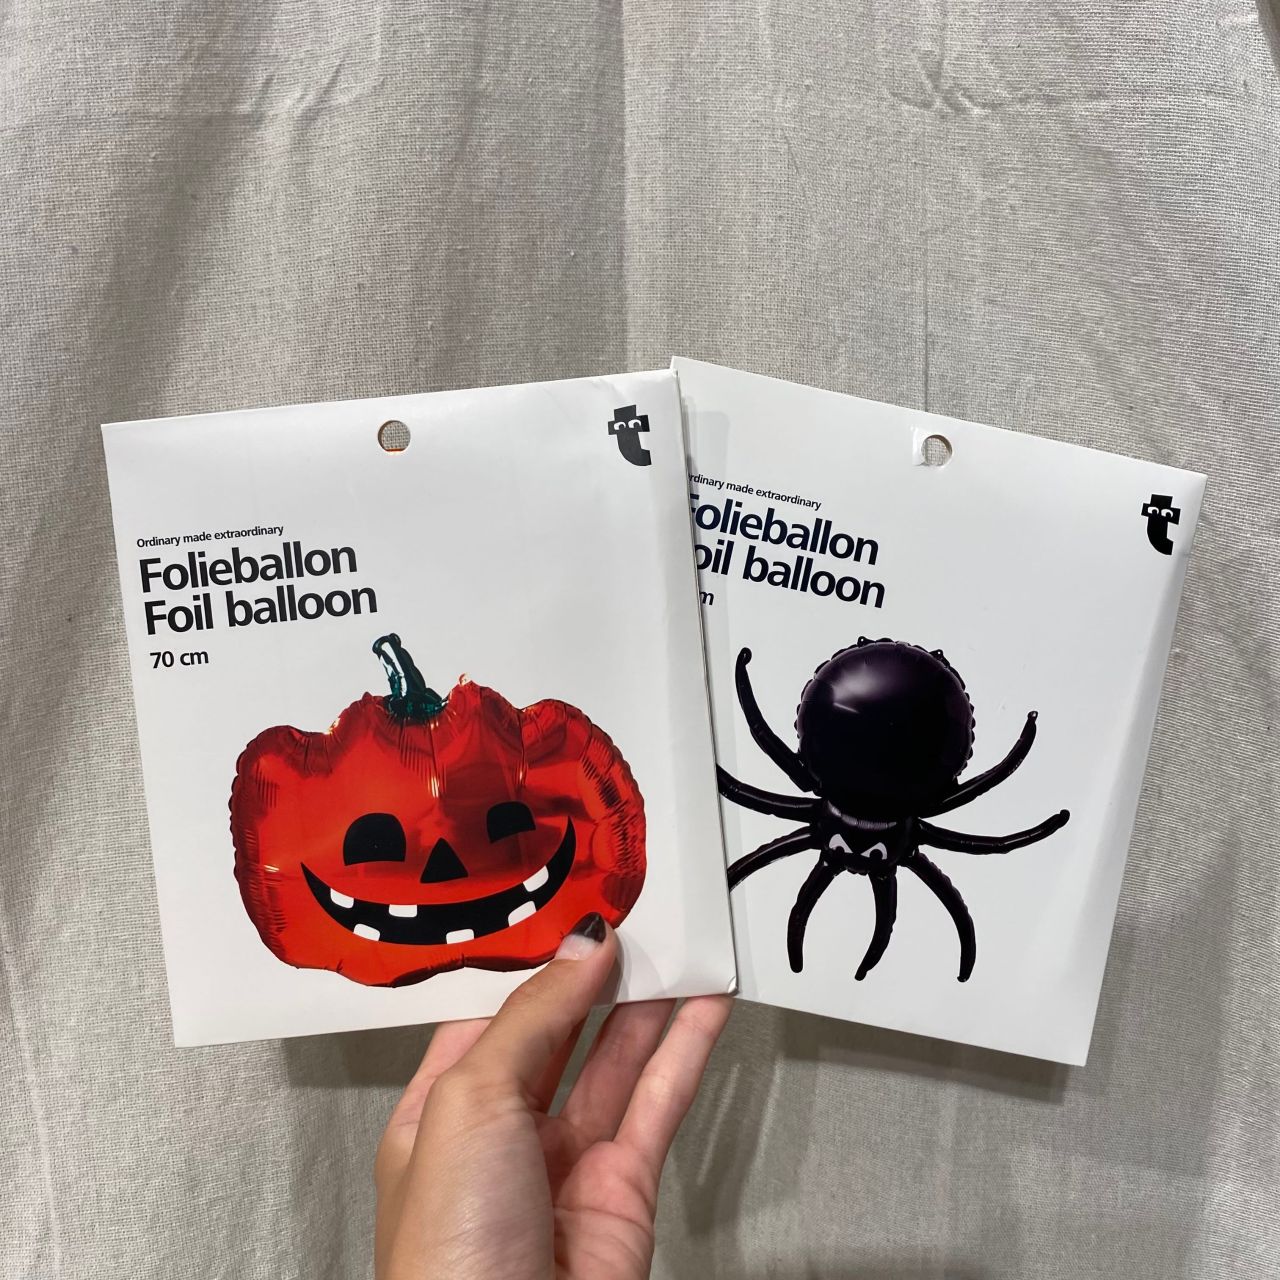 Ordinary made extraordinary
Folieballon
Foil balloon
70 cm
t
rdinary made extraordinary
Folieballon
oil balloon
m
t